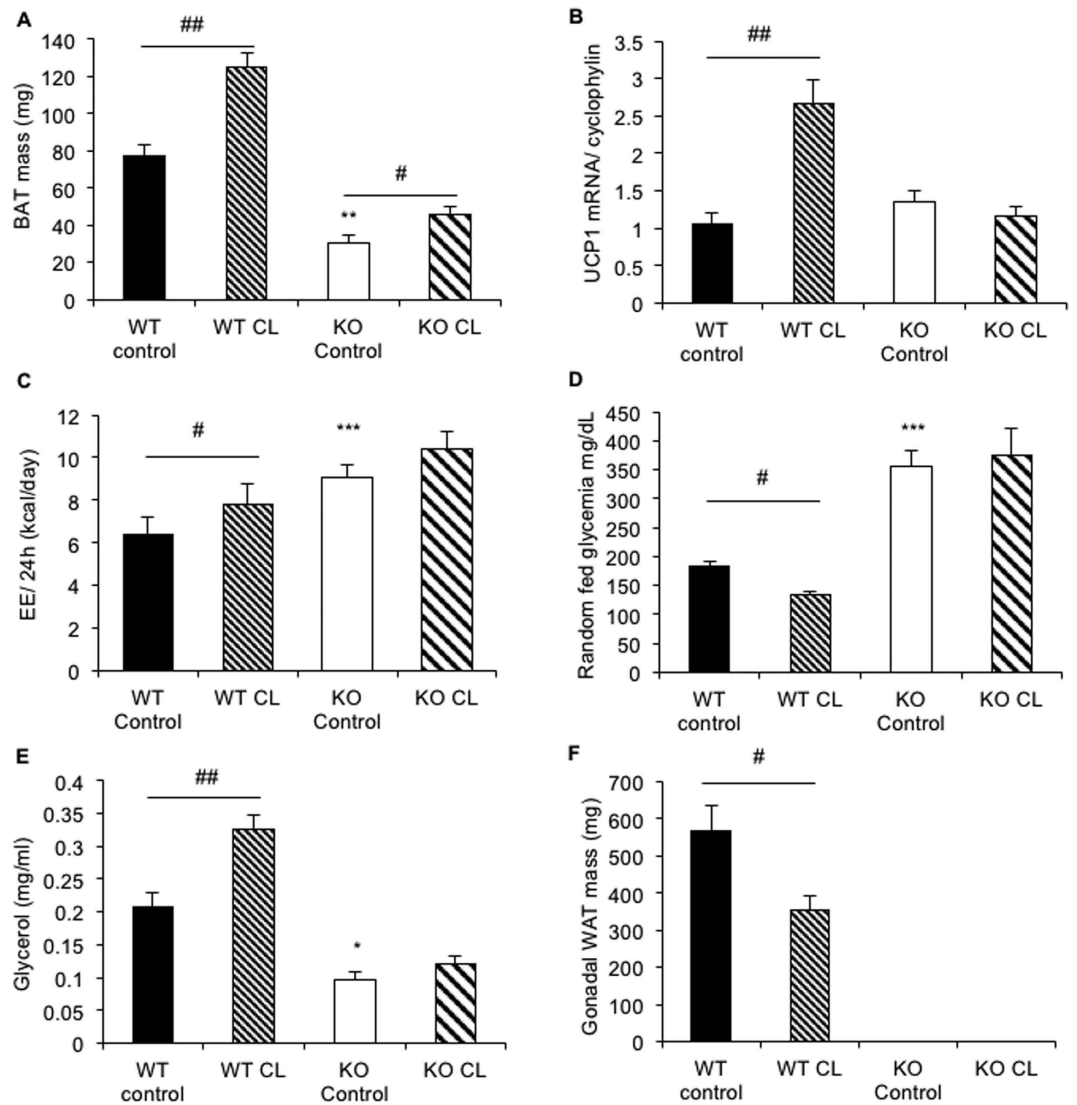 A
BAT mass (mg)
140
120
100
80
60
40
20
0
##
#
**
WT control
WT CL
KO Control
KO CL
B
UCP1 mRNA/ cyclophylin
3.5
3
2.5
2
1.5
1
0.5
0
##
WT control
WT CL
KO Control
KO CL
C
EE/ 24h (kcal/day)
12
10
8
6
4
2
0
#
***
WT Control
WT CL
KO Control
KO CL
D
Random fed glycemia mg/dL
450
400
350
300
250
200
150
100
50
0
#
***
WT control
WT CL
KO Control
KO CL
E
Glycerol (mg/ml)
0.4
0.35
0.3
0.25
0.2
0.15
0.1
0.05
0
##
*
WT control
WT CL
KO Control
KO CL
F
Gonadal WAT mass (mg)
700
600
500
400
300
200
100
0
#
WT control
WT CL
KO Control
KO CL